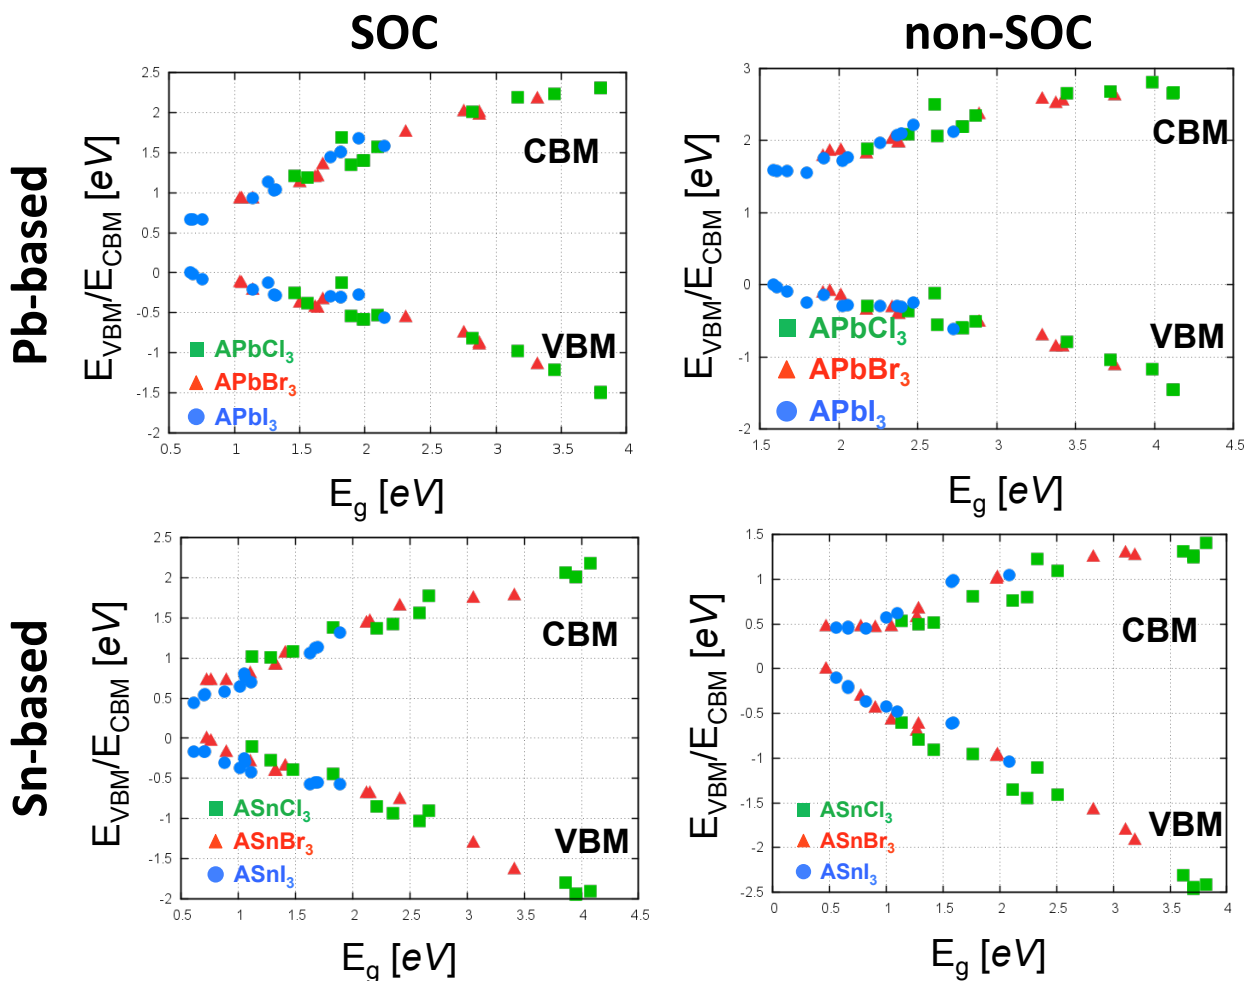 SOC
non-SOC
Pb-based
Sn-based
E_VBM/E_CBM [eV]
2.5
2
1.5
1
0.5
0
-0.5
-1
-1.5
-2
CBM
VBM
APbCl3
APbBr3
APbI3
0.5 1 1.5 2 2.5 3 3.5 4
E_g [eV]
E_VBM/E_CBM [eV]
3
2
1
0
-1
-2
CBM
VBM
APbCl3
APbBr3
APbI3
1.5 2 2.5 3 3.5 4 4.5
E_g [eV]
E_VBM/E_CBM [eV]
2.5
2
1.5
1
0.5
0
-0.5
-1
-1.5
-2
CBM
VBM
ASnCl3
ASnBr3
ASnI3
0.5 1 1.5 2 2.5 3 3.5 4 4.5
E_g [eV]
E_VBM/E_CBM [eV]
1.5
1
0.5
0
-0.5
-1
-1.5
-2
-2.5
CBM
VBM
ASnCl3
ASnBr3
ASnI3
0 0.5 1 1.5 2 2.5 3 3.5 4
E_g [eV]